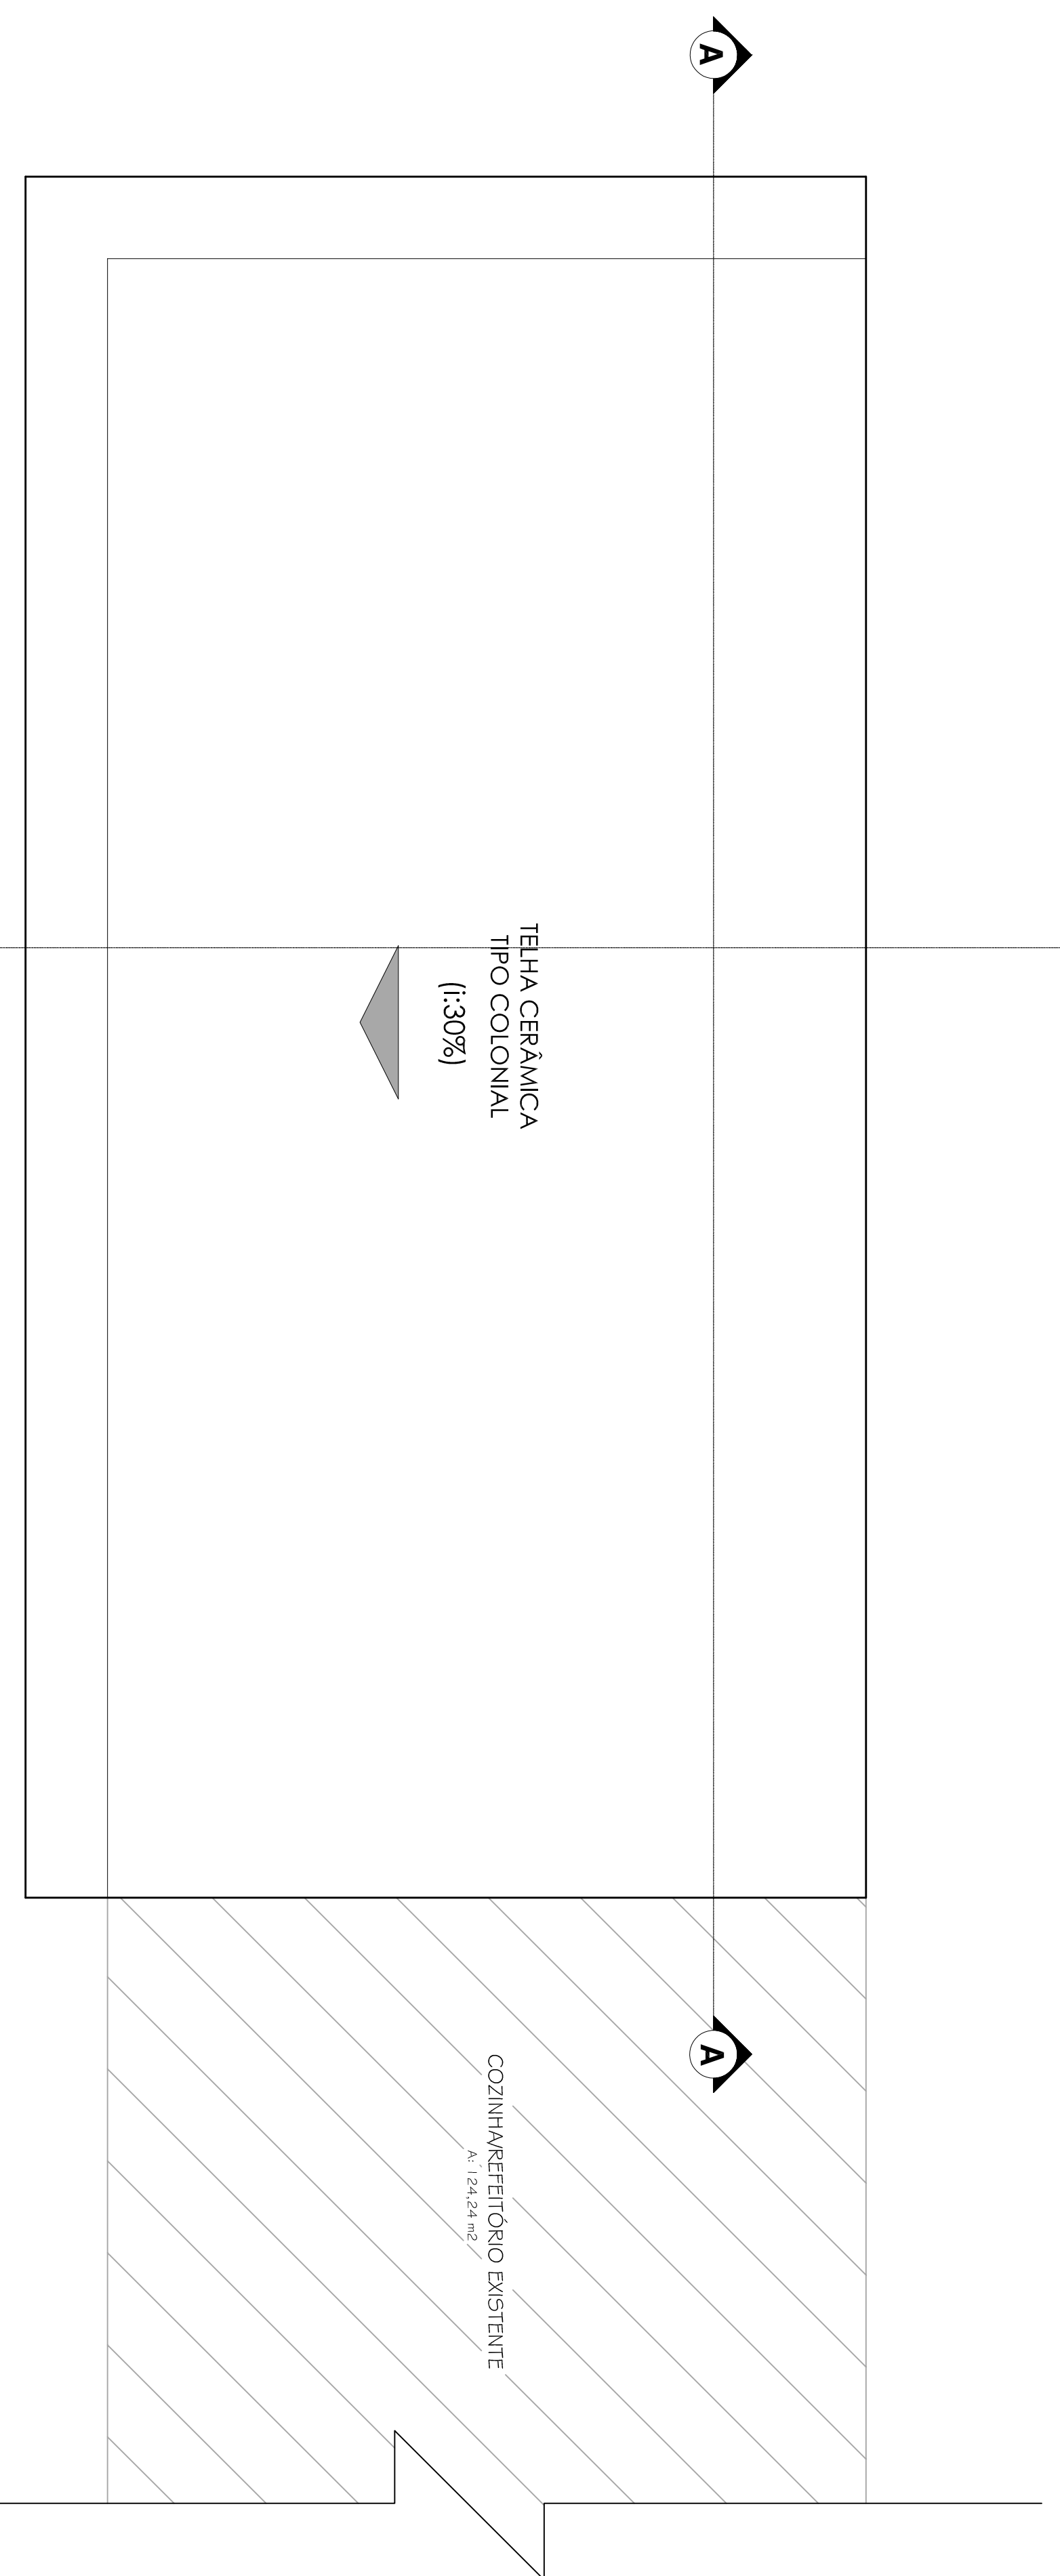 A
TELHA CERÂMICA
TIPO COLONIAL
(i:30%)
A
COZINHA/REFEITÓRIO EXISTENTE
A: 124,24 m2